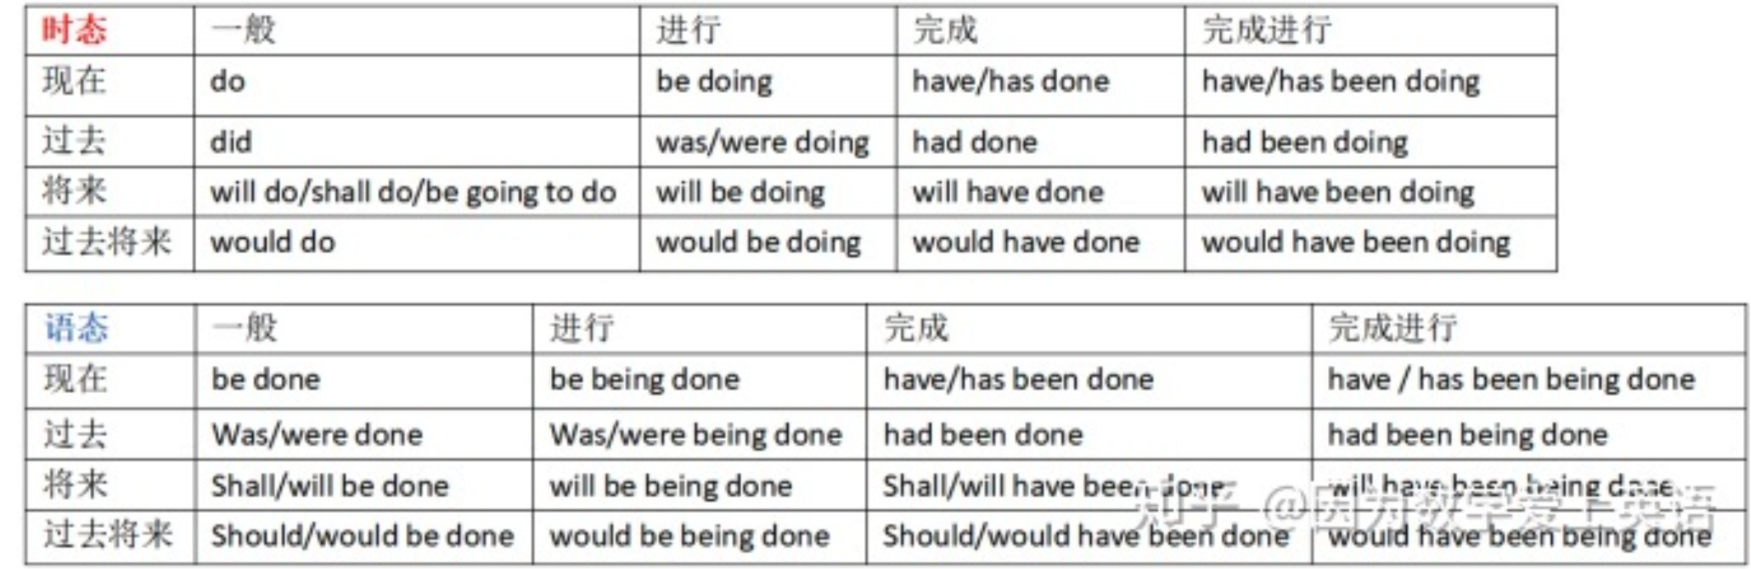 时态 一般 进行 完成 完成进行
现在 do be doing have/has done have/has been doing
过去 did was/were doing had done had been doing
将来 will do/shall do/be going to do will be doing will have done will have been doing
过去将来 would do would be doing would have done would have been doing
语态 一般 进行 完成 完成进行
现在 be done be being done have/has been done have / has been being done
过去 Was/were done Was/were being done had been done had been being done
将来 Shall/will be done will be being done Shall/will have been done will have been being done
过去将来 Should/would be done would be being done Should/would have been done would have been being done
知乎 @因为数学爱上英语